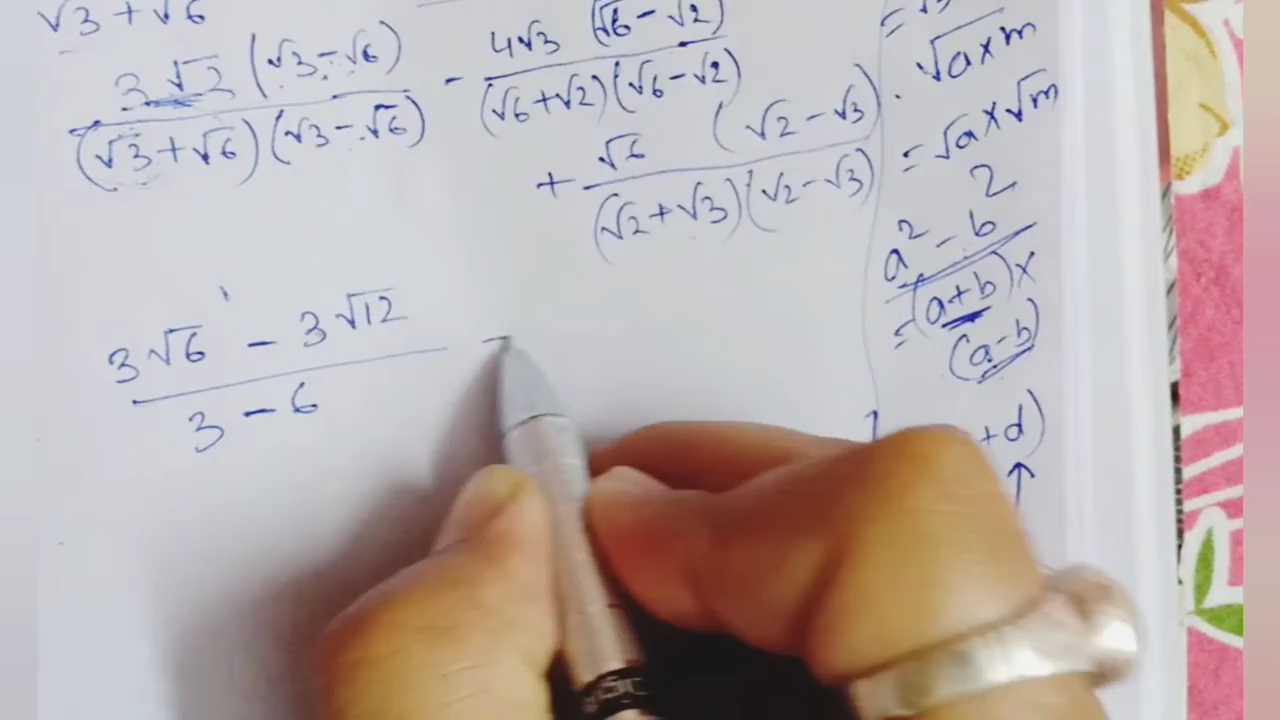 √3 + √6
3√2 (√3 - √6) / (√3 + √6)(√3 - √6) - 4√3 (√6 - √2) / (√6 + √2)(√6 - √2)
+ √6 (√2 - √3) / (√2 + √3)(√2 - √3)
3√6 - 3√12 / 3 - 6 -
√a×m
= √a × √m
a² - b²
= (a+b) ×
(a-b)
+ d)